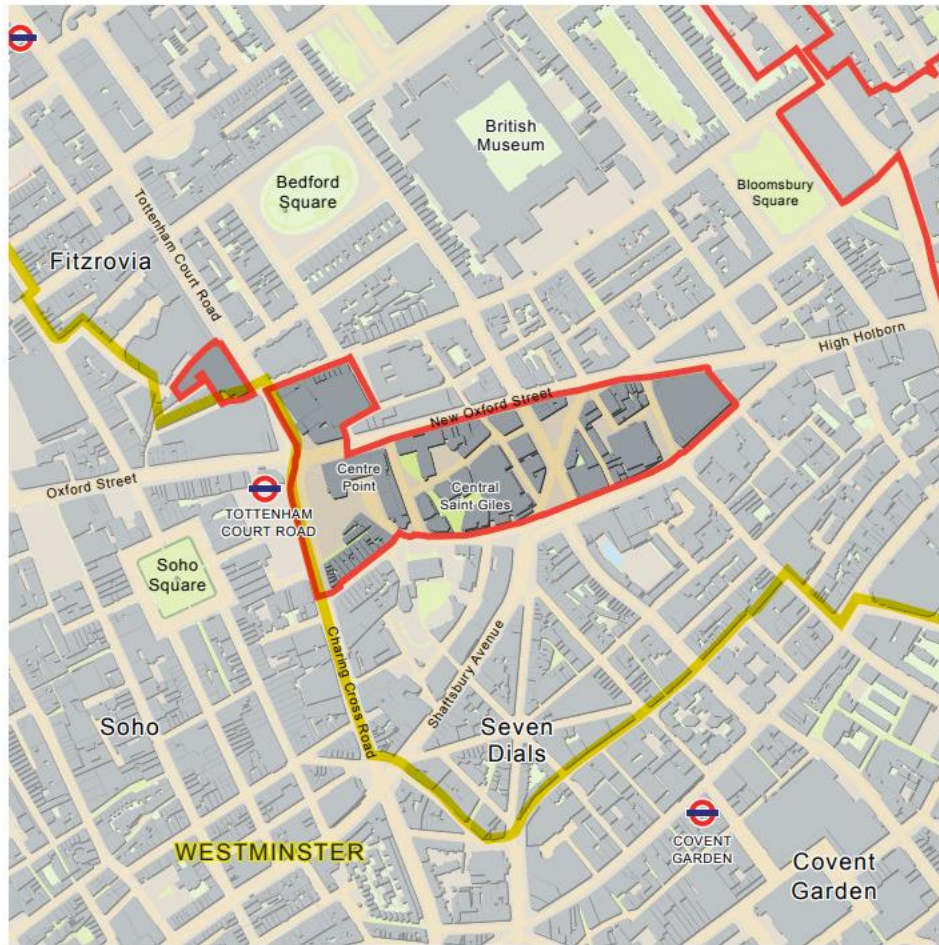 British
Museum
Bedford
Square
Bloomsbury
Square
Tottenham Court Road
Fitzrovia
High Holborn
New Oxford Street
Oxford Street
Centre
Point
Central
Saint Giles
TOTTENHAM
COURT ROAD
Soho
Square
Charing Cross Road
Shaftsbury Avenue
Soho
Seven
Dials
WESTMINSTER
COVENT
GARDEN
Covent
Garden